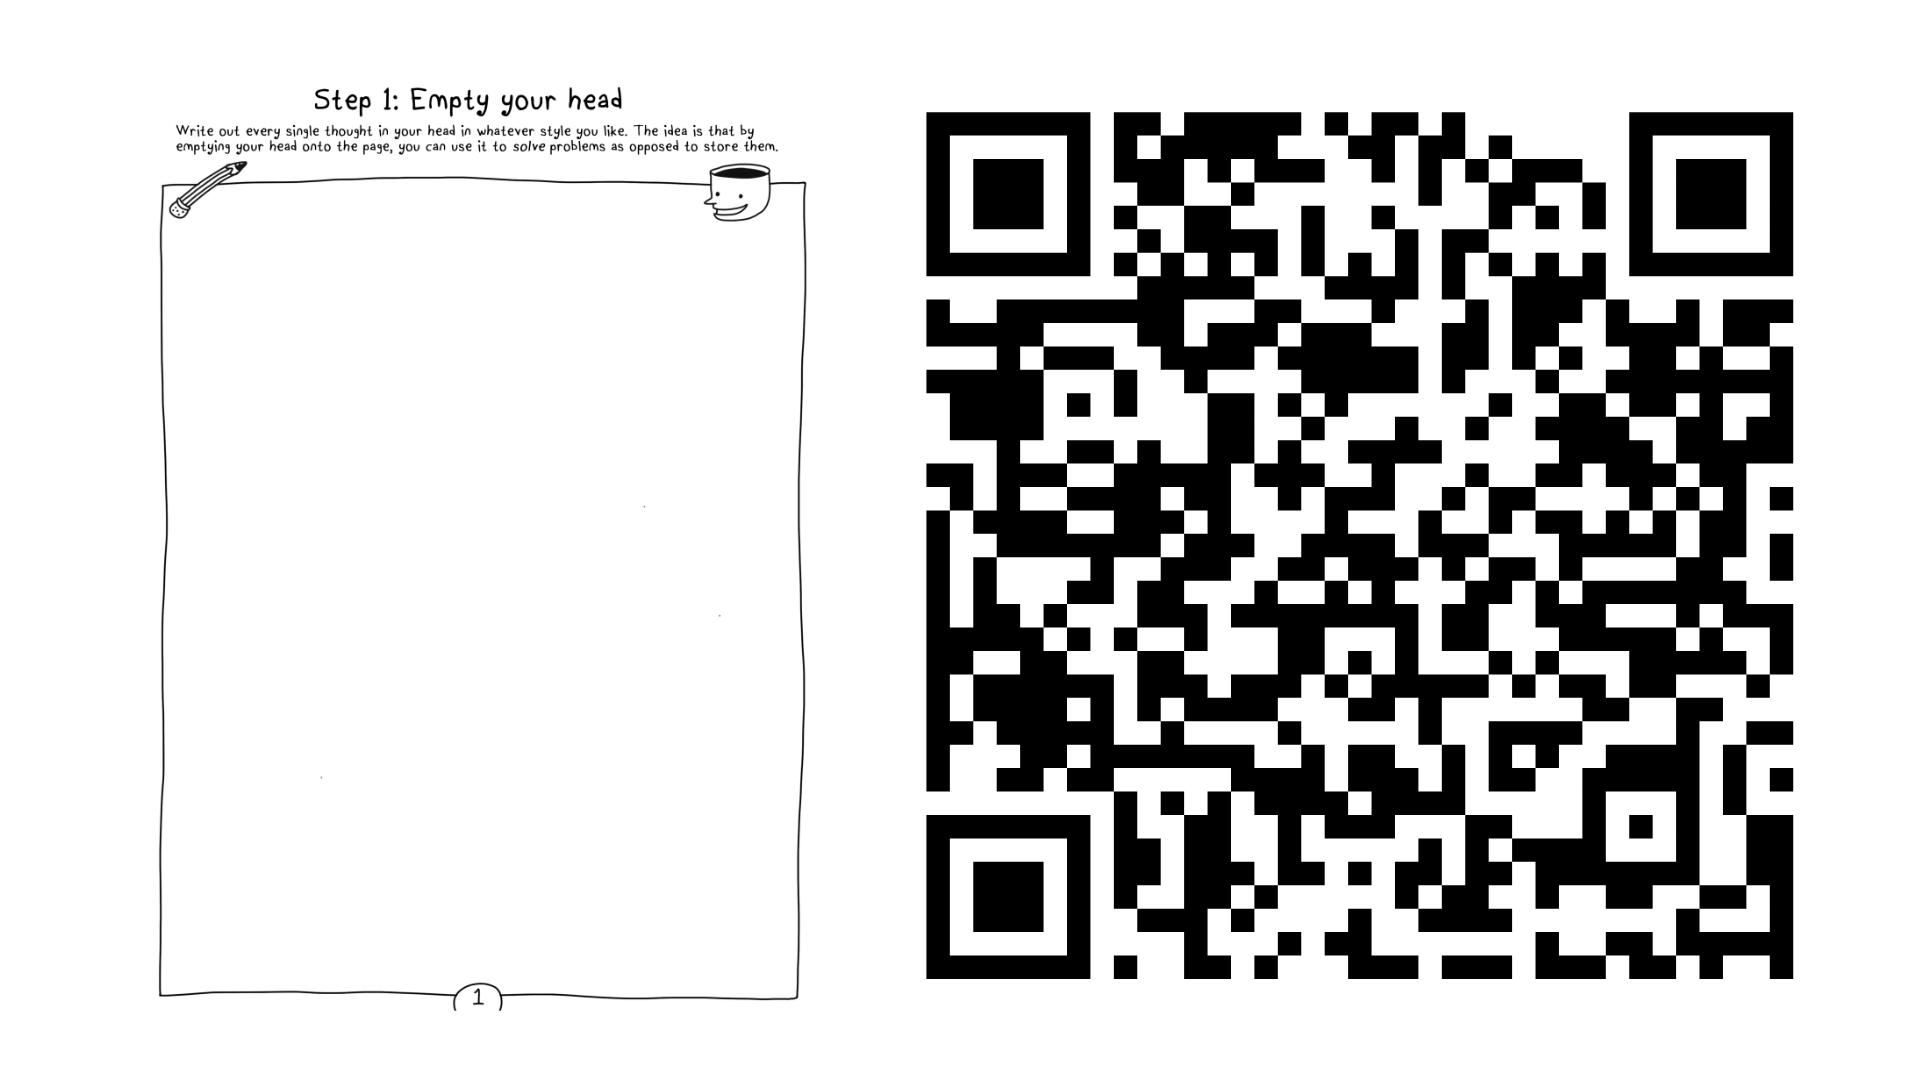 Step 1: Empty your head
Write out every single thought in your head in whatever style you like. The idea is that by
emptying your head onto the page, you can use it to solve problems as opposed to store them.
1